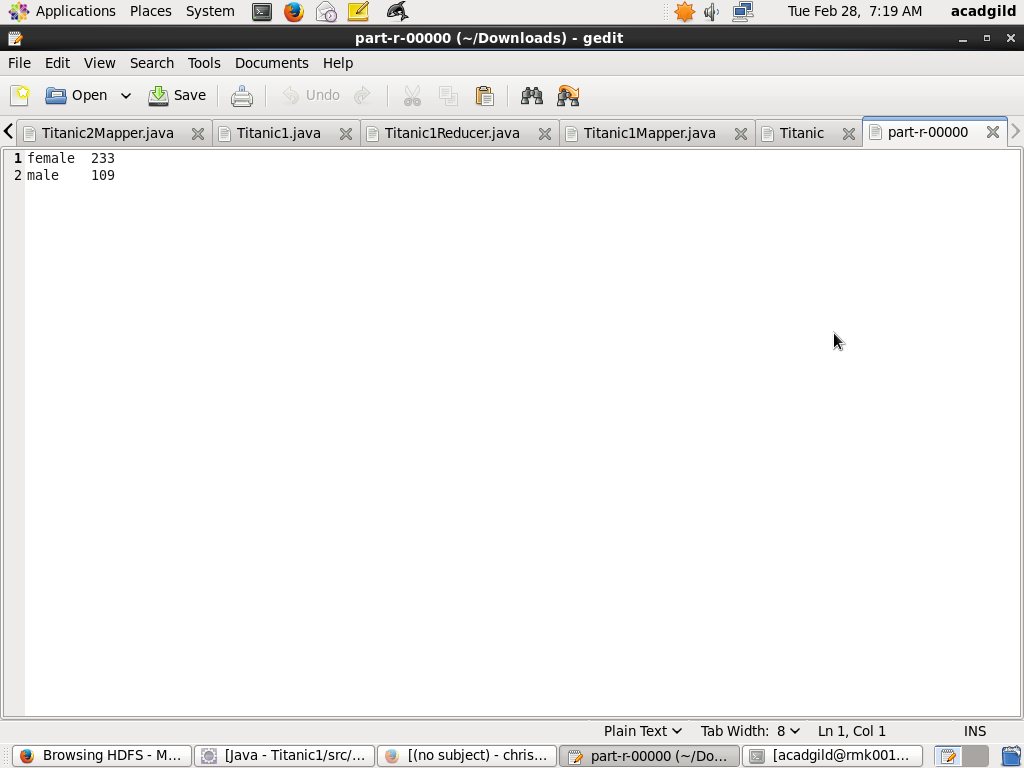 Applications Places System Tue Feb 28, 7:19 AM acadgild
part-r-00000 (~/Downloads) - gedit
File Edit View Search Tools Documents Help
Open Save Undo
Titanic2Mapper.java Titanic1.java Titanic1Reducer.java Titanic1Mapper.java Titanic part-r-00000
1 female 233
2 male 109
Plain Text Tab Width: 8 Ln 1, Col 1 INS
Browsing HDFS - M... [Java - Titanic1/src/... [(no subject) - chris... part-r-00000 (~/Do... [acadgild@rmk001...